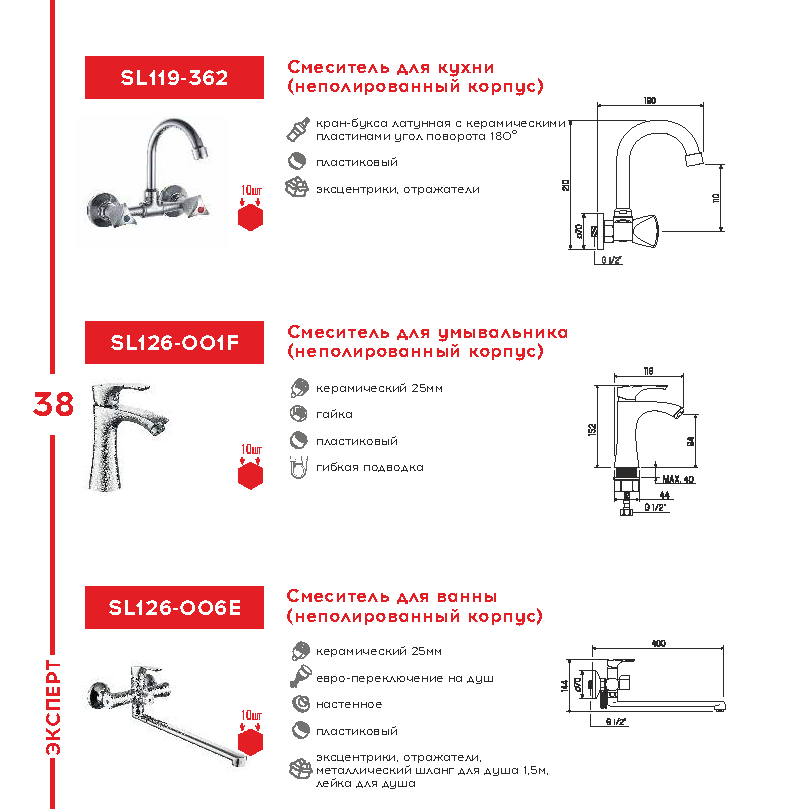 SL119-362
Смеситель для кухни
(неполированный корпус)
кран-букса латунная с керамическими
пластинами угол поворота 180°
пластиковый
эксцентрики, отражатели
10шт
190
210
110
ø70
G 1/2"
SL126-001F
Смеситель для умывальника
(неполированный корпус)
керамический 25мм
гайка
пластиковый
гибкая подводка
10шт
118
152
94
MAX. 40
44
G 1/2"
38
SL126-006E
Смеситель для ванны
(неполированный корпус)
керамический 25мм
евро-переключение на душ
настенное
пластиковый
эксцентрики, отражатели,
металлический шланг для душа 1,5м,
лейка для душа
10шт
400
144
ø70
G 1/2"
ЭКСПЕРТ